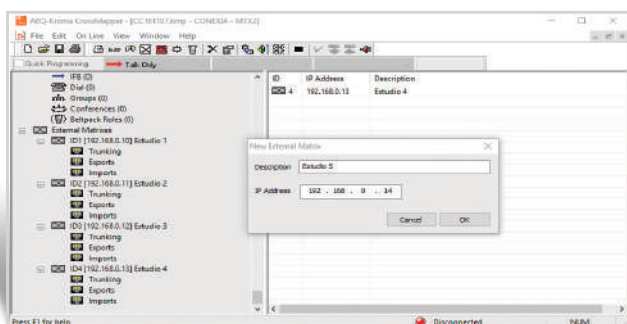 AEQ-Kroma CrossMapper - [CC161107.kmp - CONEXIA - MTX2]
File Edit On Line View Window Help
Quick Programming Talk Only
IFB (0)
Dial (0)
Groups (0)
Conferences (0)
Beltpack Roles (0)
External Matrixes
ID1 [192.168.0.10] Estudio 1
Trunking
Exports
Imports
ID2 [192.168.0.11] Estudio 2
Trunking
Exports
Imports
ID3 [192.168.0.12] Estudio 3
Trunking
Exports
Imports
ID4 [192.168.0.13] Estudio 4
Trunking
Exports
Imports
ID IP Address Description
4 192.168.0.13 Estudio 4
New External Matrix
Description Estudio 5
IP Address 192 . 168 . 0 . 14
Cancel OK
Press F1 for help Disconnected NUM